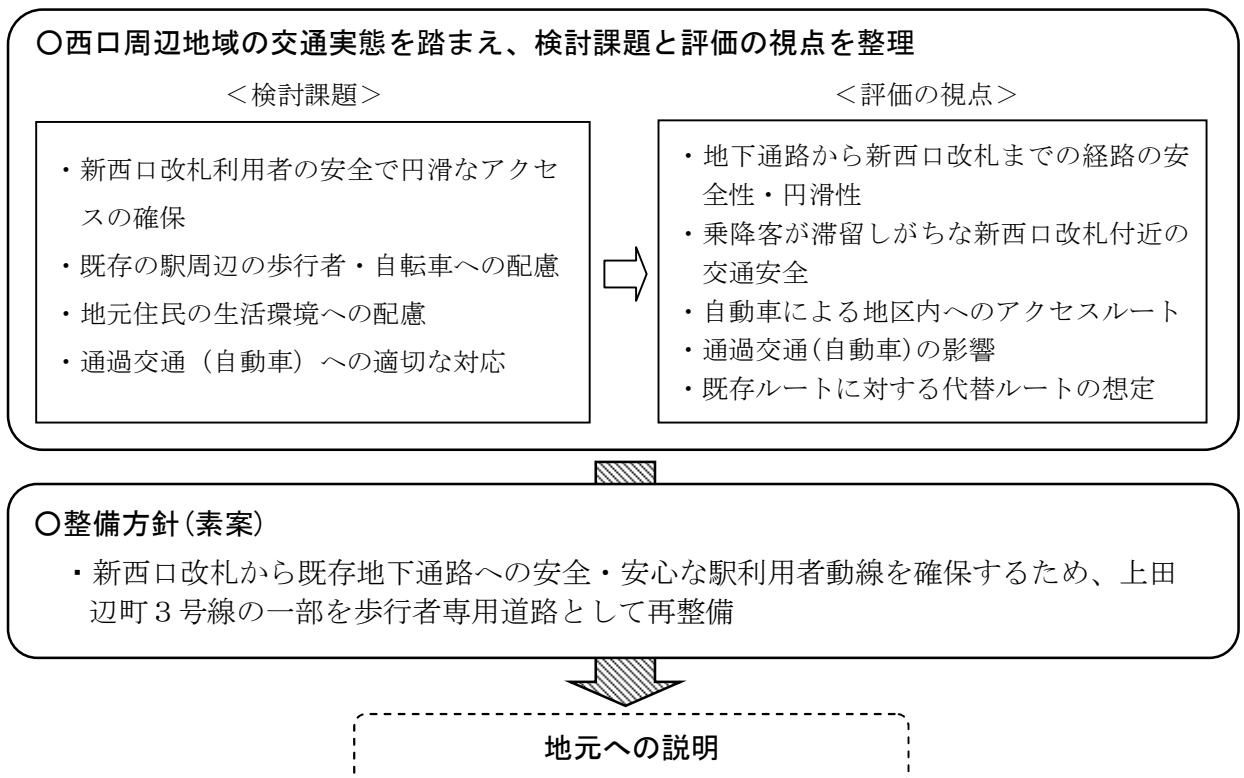 〇西口周辺地域の交通実態を踏まえ、検討課題と評価の視点を整理
＜検討課題＞
・新西口改札利用者の安全で円滑なアクセ
スの確保
・既存の駅周辺の歩行者・自転車への配慮
・地元住民の生活環境への配慮
・通過交通（自動車）への適切な対応
＜評価の視点＞
・地下通路から新西口改札までの経路の安
全性・円滑性
・乗降客が滞留しがちな新西口改札付近の
交通安全
・自動車による地区内へのアクセスルート
・通過交通(自動車)の影響
・既存ルートに対する代替ルートの想定
〇整備方針(素案)
・新西口改札から既存地下通路への安全・安心な駅利用者動線を確保するため、上田
辺町３号線の一部を歩行者専用道路として再整備
地元への説明